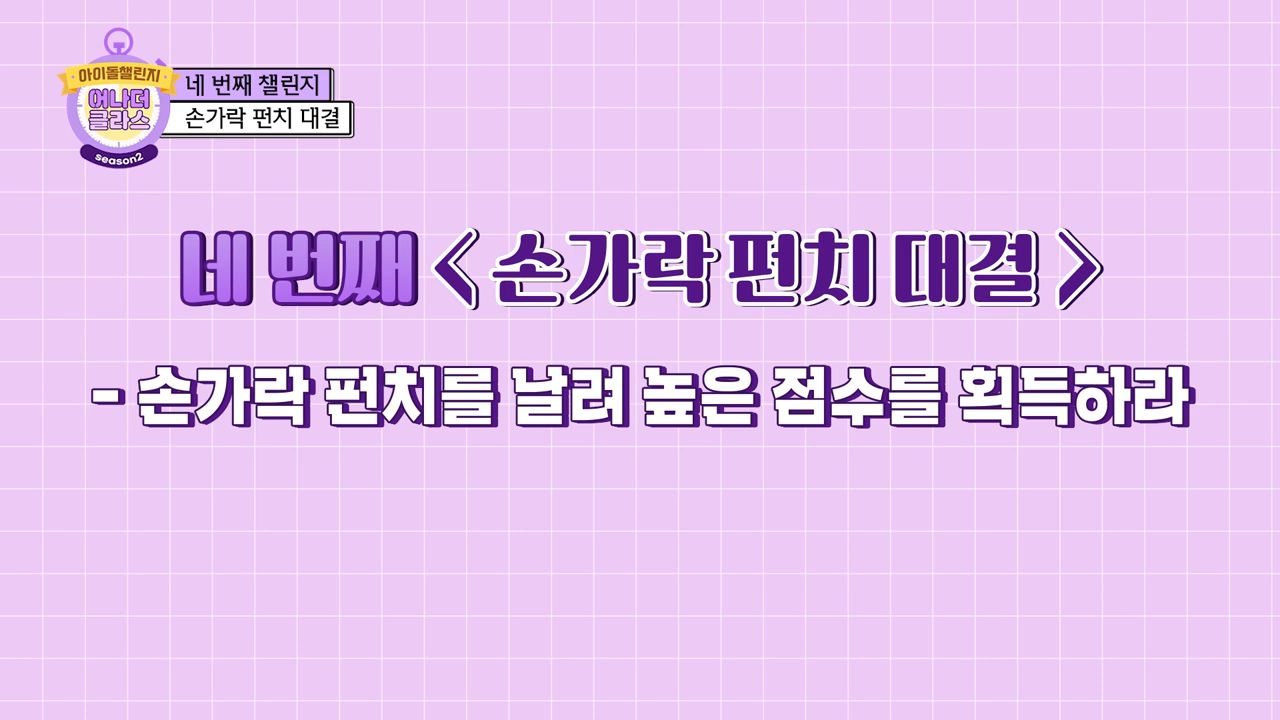 아이돌챌린지
어나더
클라스
season2
네 번째 챌린지
손가락 펀치 대결
네 번째 < 손가락 펀치 대결 >
- 손가락 펀치를 날려 높은 점수를 획득하라